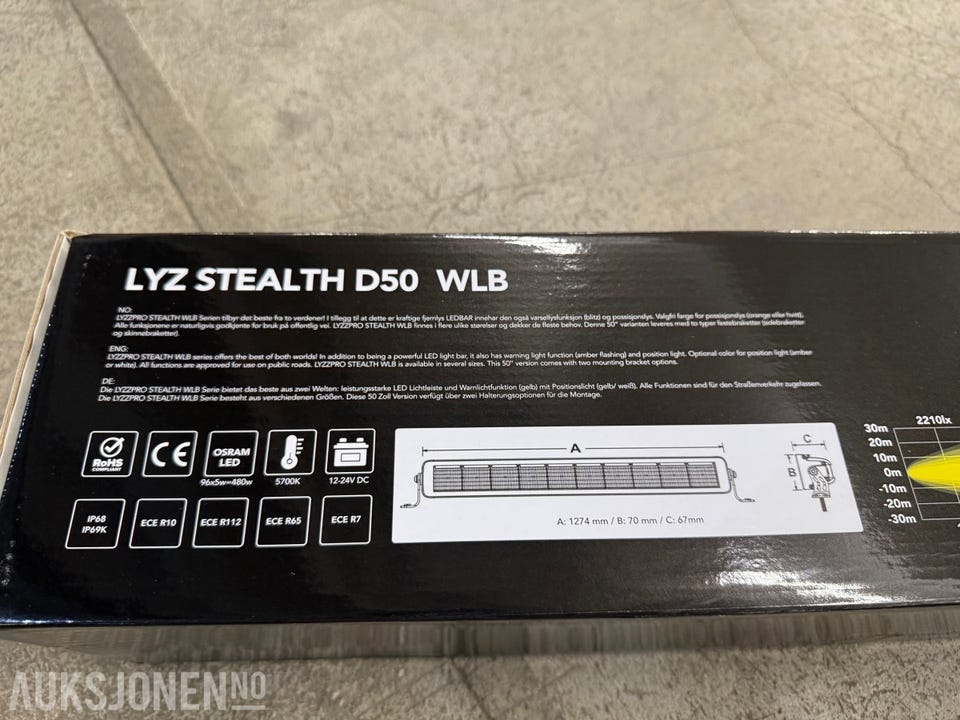 LYZ STEALTH D50 WLB
NO:
LYZZPRO STEALTH WLB Serien tilbyr det beste fra to verdener! I tillegg til at dette er kraftige fjernlys LEDBAR innehar den også varsellysfunksjon (blitz) og possisjonslys. Valgfri farge for possisjonslys (orange eller hvit).
Alle funksjonene er naturligvis godkjente for bruk på offentlig vei. LYZZPRO STEALTH WLB finnes i flere ulike størelser og dekker de fleste behov. Denne 50" varianten leveres med to typer festebraketter (sidebraketter
og skinnebraketter).
ENG:
LYZZPRO STEALTH WLB series offers the best of both worlds! In addition to being a powerful LED light bar, it also has warning light function (amber flashing) and position light. Optional color for position light (amber
or white). All functions are approved for use on public roads. LYZZPRO STEALTH WLB is available in several sizes. This 50" version comes with two mounting bracket options.
DE:
Die LYZZPRO STEALTH WLB Serie bietet das beste aus zwei Welten: leistungsstarke LED Lichtleiste und Warnlichtfunktion (gelb) mit Positionslicht (gelb/ weiß). Alle Funktionen sind für den Straßenverkehr zugelassen.
Die LYZZPRO STEALTH WLB Serie besteht aus verschiedenen Größen. Diese 50 Zoll Version verfügt über zwei Halterungsoptionen für die Montage.
RoHS
COMPLIANT
CE
OSRAM
LED
96x5w=480w
5700K
12-24V DC
IP68
IP69K
ECE R10
ECE R112
ECE R65
ECE R7
A
B
C
A: 1274 mm / B: 70 mm / C: 67mm
2210lx
30m
20m
10m
0m
-10m
-20m
-30m
AUKSJONEN NO